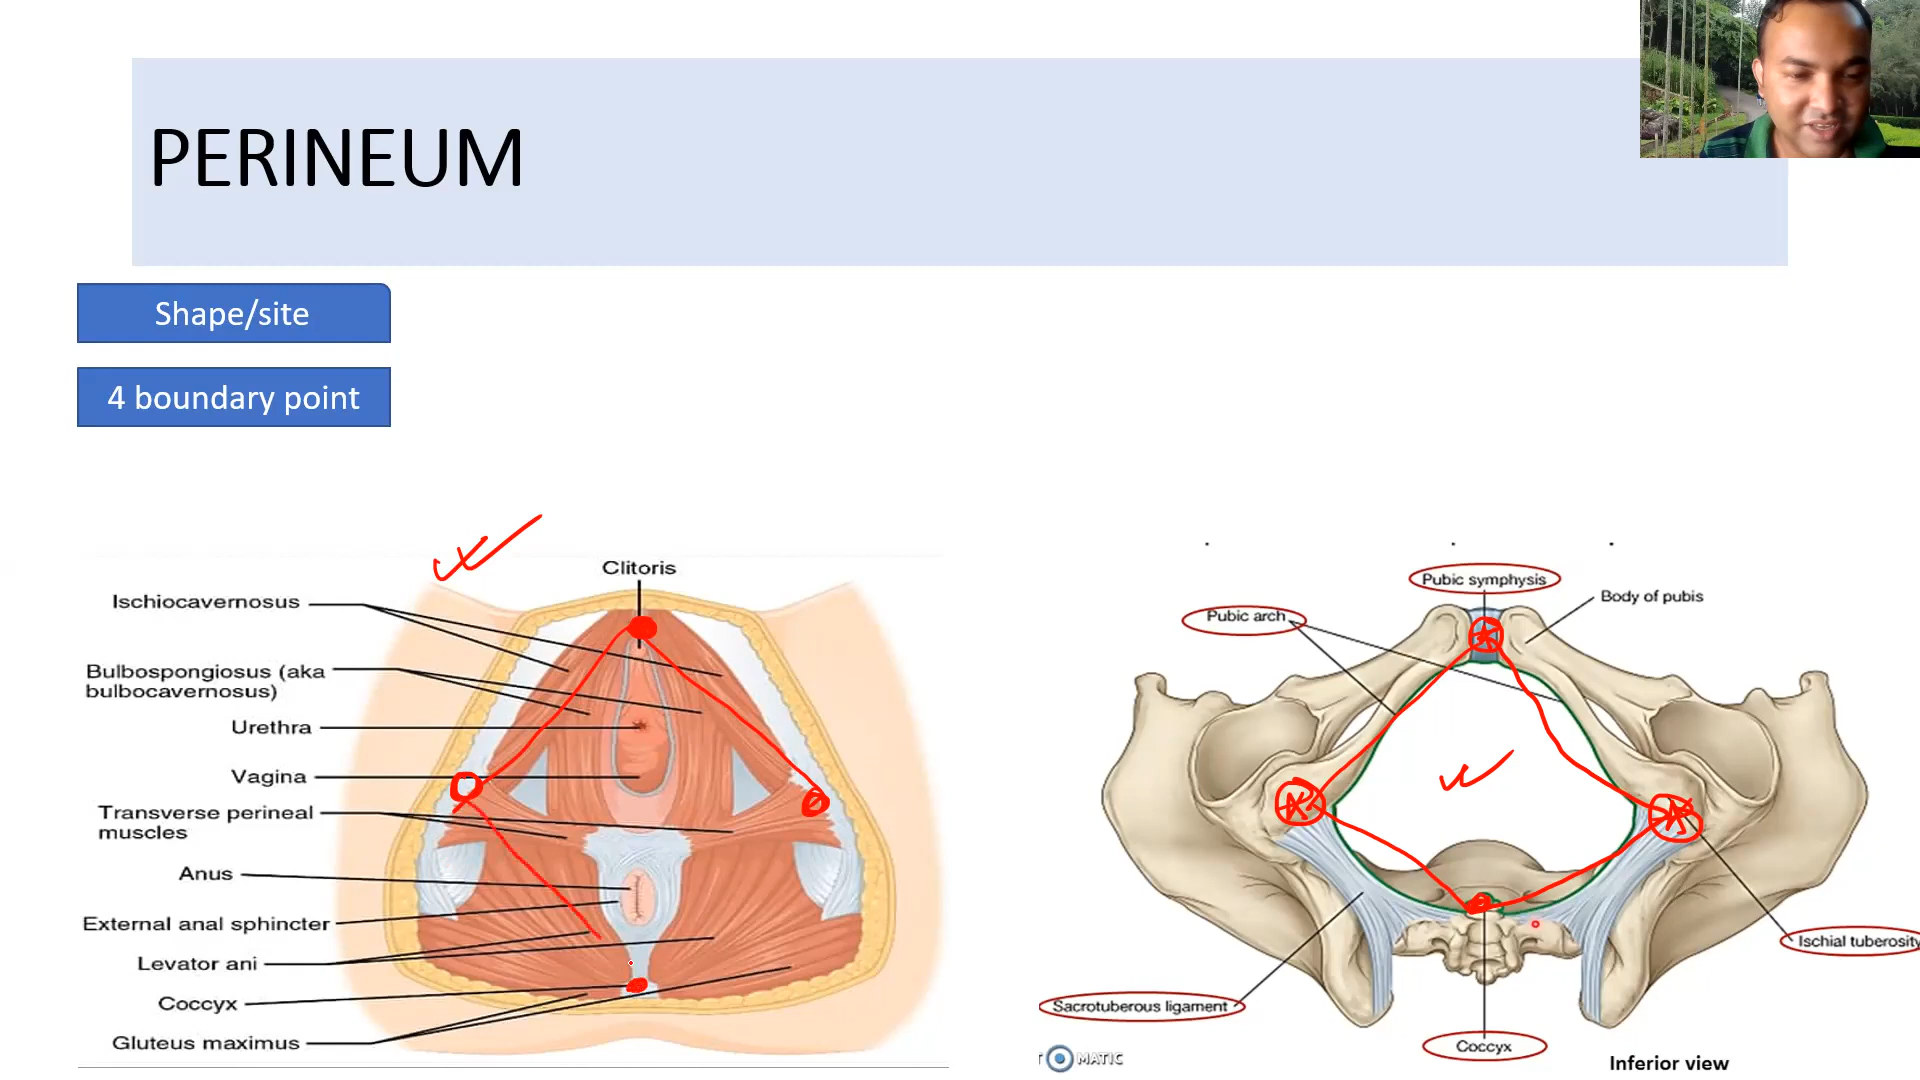 PERINEUM
Shape/site
4 boundary point
Clitoris
Ischiocavernosus
Bulbospongiosus (aka
bulbocavernosus)
Urethra
Vagina
Transverse perineal
muscles
Anus
External anal sphincter
Levator ani
Coccyx
Gluteus maximus
Pubic symphysis
Body of pubis
Pubic arch
Ischial tuberosity
Sacrotuberous ligament
Coccyx
MATIC
Inferior view